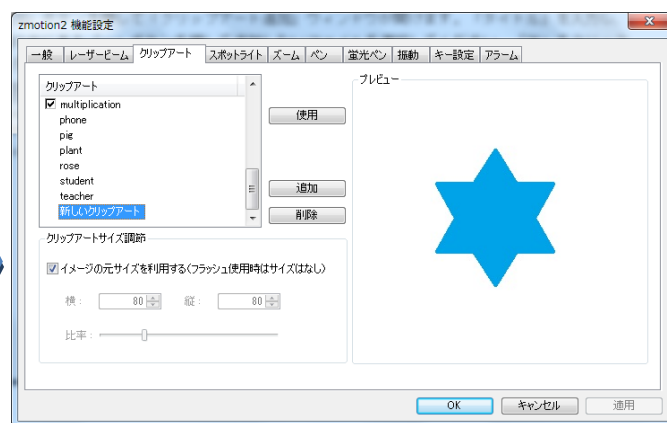 zmotion2 機能設定
一般 レーザービーム クリップアート スポットライト ズーム ペン 蛍光ペン 振動 キー設定 アラーム
クリップアート
multiplication
phone
pig
plant
rose
student
teacher
新しいクリップアート
使用
追加
削除
プレビュー
クリップアートサイズ調節
イメージの元サイズを利用する(フラッシュ使用時はサイズはなし)
横: 80 縦: 80
比率:
OK キャンセル 適用